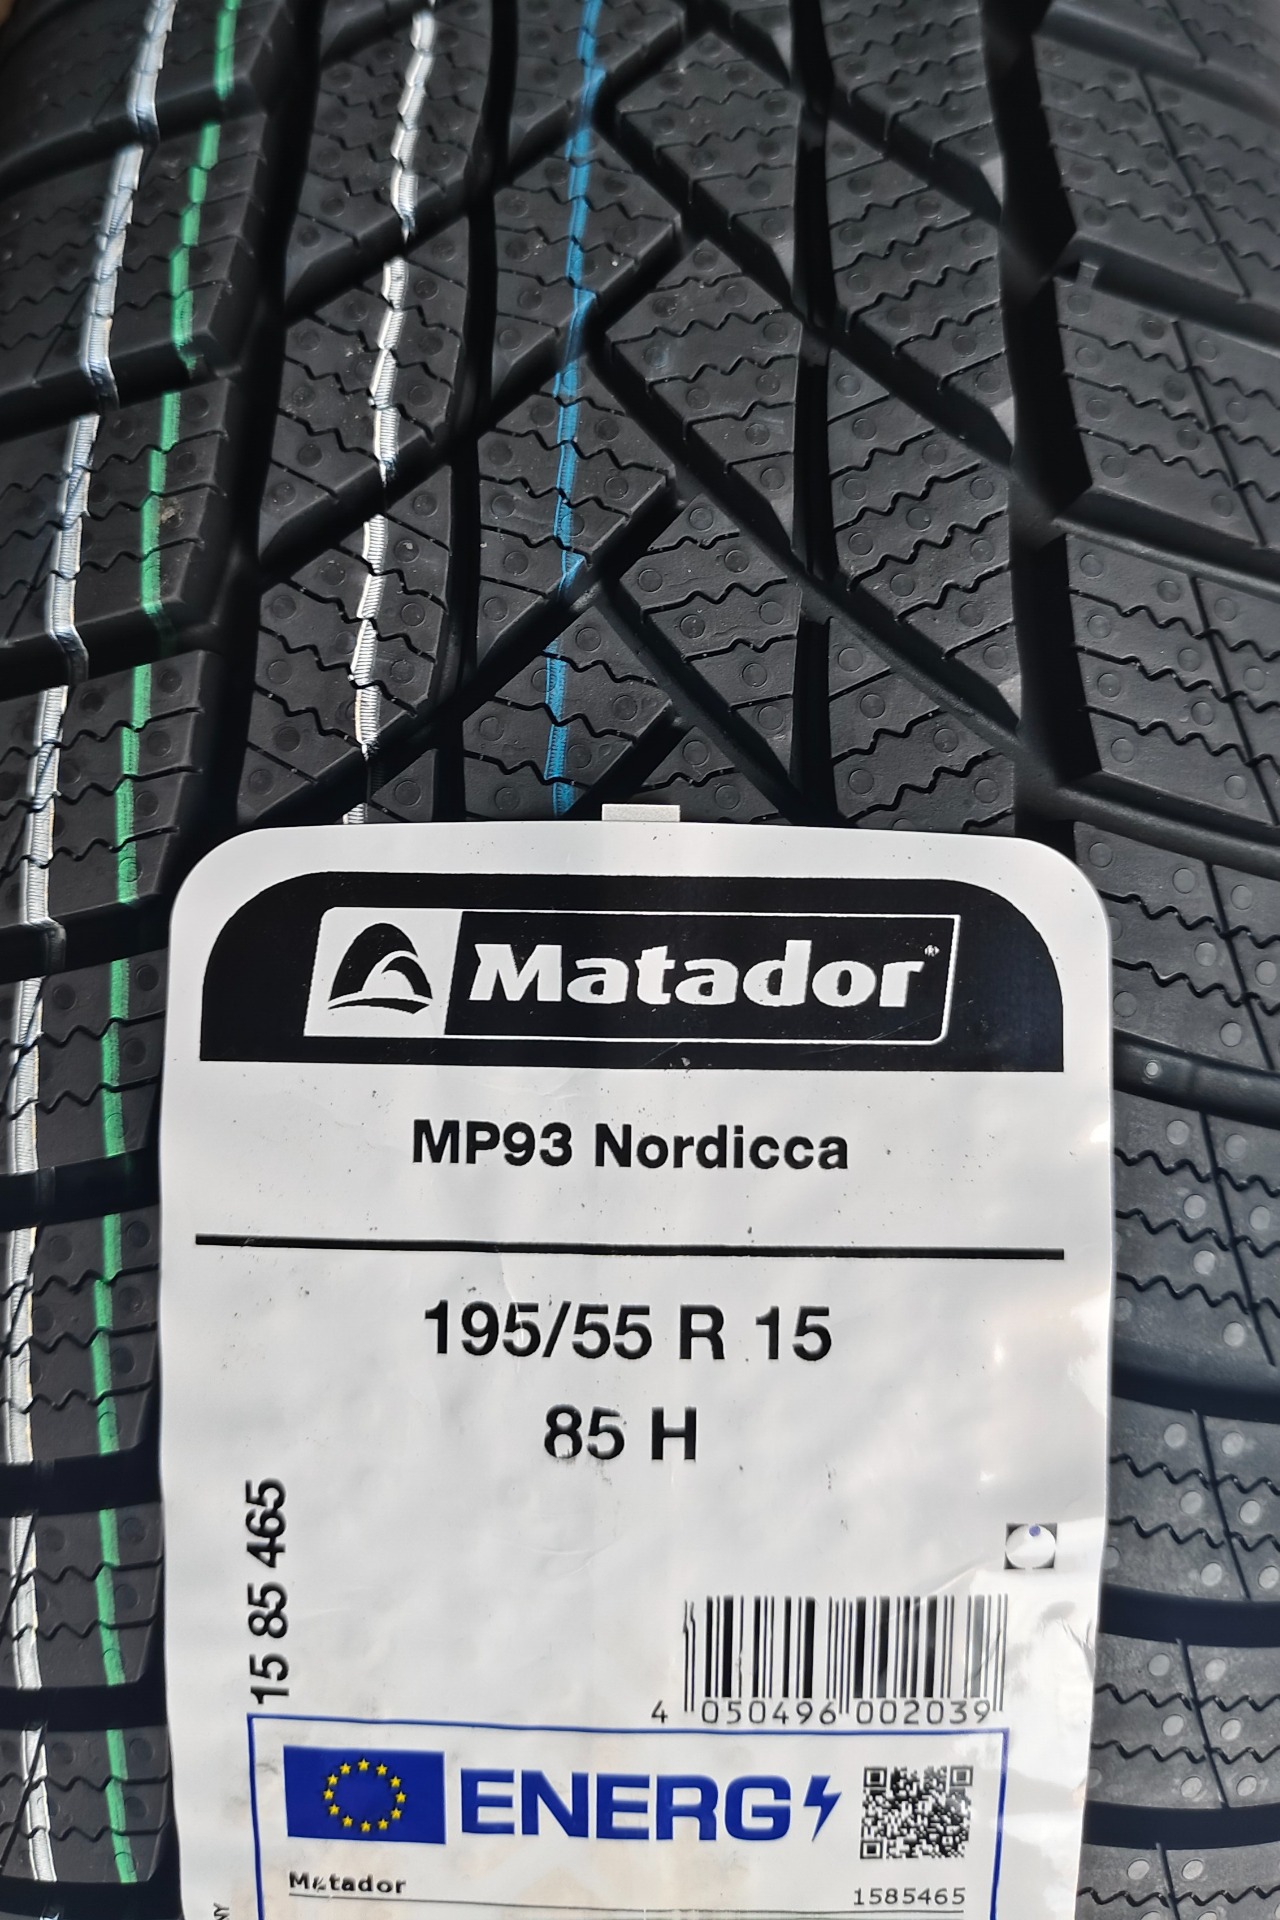 Matador®
MP93 Nordicca
195/55 R 15
85 H
15 85 465
4 050496 002039
ENERG
Matador
1585465